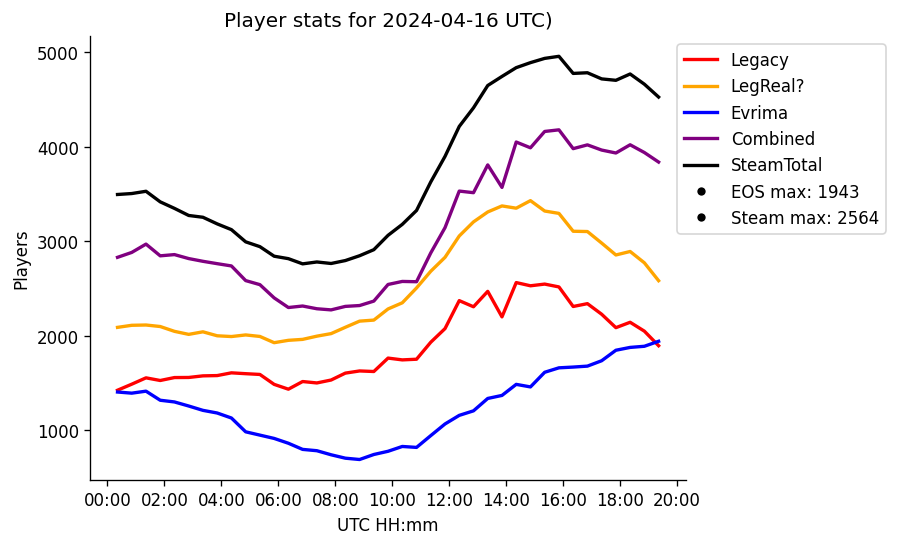 Player stats for 2024-04-16 UTC)
5000
4000
3000
2000
1000
Players
00:00 02:00 04:00 06:00 08:00 10:00 12:00 14:00 16:00 18:00 20:00
UTC HH:mm
Legacy
LegReal?
Evrima
Combined
SteamTotal
EOS max: 1943
Steam max: 2564